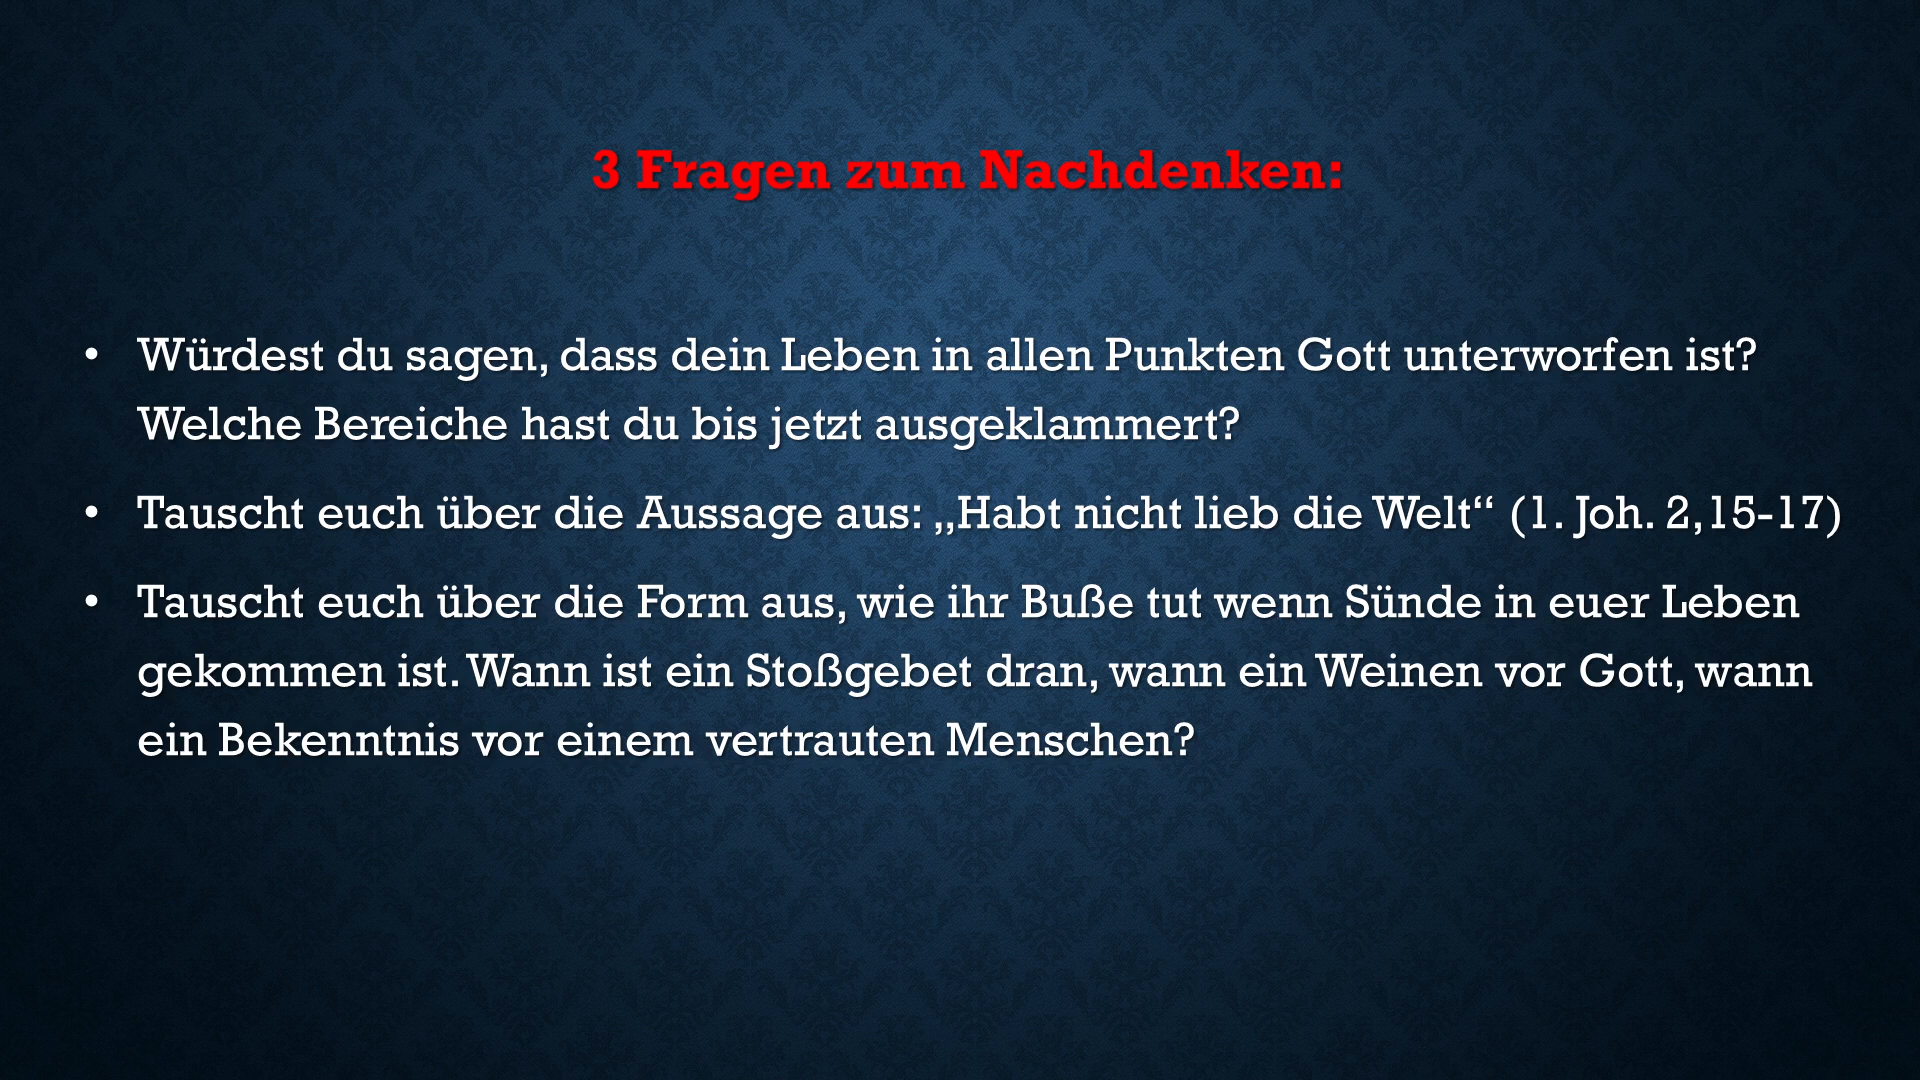 3 Fragen zum Nachdenken:
• Würdest du sagen, dass dein Leben in allen Punkten Gott unterworfen ist?
Welche Bereiche hast du bis jetzt ausgeklammert?
• Tauscht euch über die Aussage aus: „Habt nicht lieb die Welt“ (1. Joh. 2,15-17)
• Tauscht euch über die Form aus, wie ihr Buße tut wenn Sünde in euer Leben
gekommen ist. Wann ist ein Stoßgebet dran, wann ein Weinen vor Gott, wann
ein Bekenntnis vor einem vertrauten Menschen?